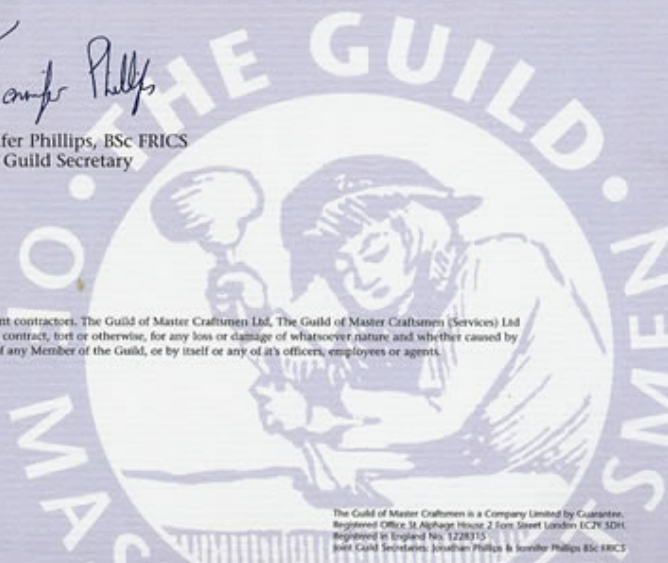 THE GUILD
Jennifer Phillips
fer Phillips, BSc FRICS
Guild Secretary
nt contractors. The Guild of Master Craftsmen Ltd, The Guild of Master Craftsmen (Services) Ltd
contract, tort or otherwise, for any loss or damage of whatsoever nature and whether caused by
f any Member of the Guild, or by itself or any of it's officers, employees or agents.
The Guild of Master Craftsmen is a Company Limited by Guarantee.
Registered Office St Alphage House 2 Fore Street London EC2Y 5DH.
Registered in England No. 1228315
Joint Guild Secretaries: Jonathan Phillips & Jennifer Phillips BSc FRICS